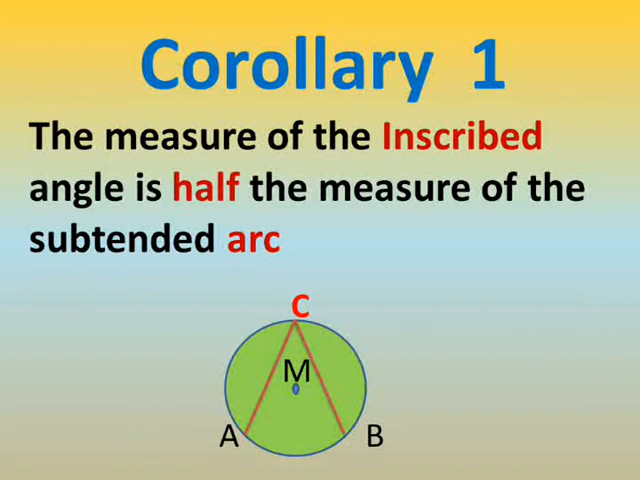 Corollary 1
The measure of the Inscribed
angle is half the measure of the
subtended arc
C
M
A B